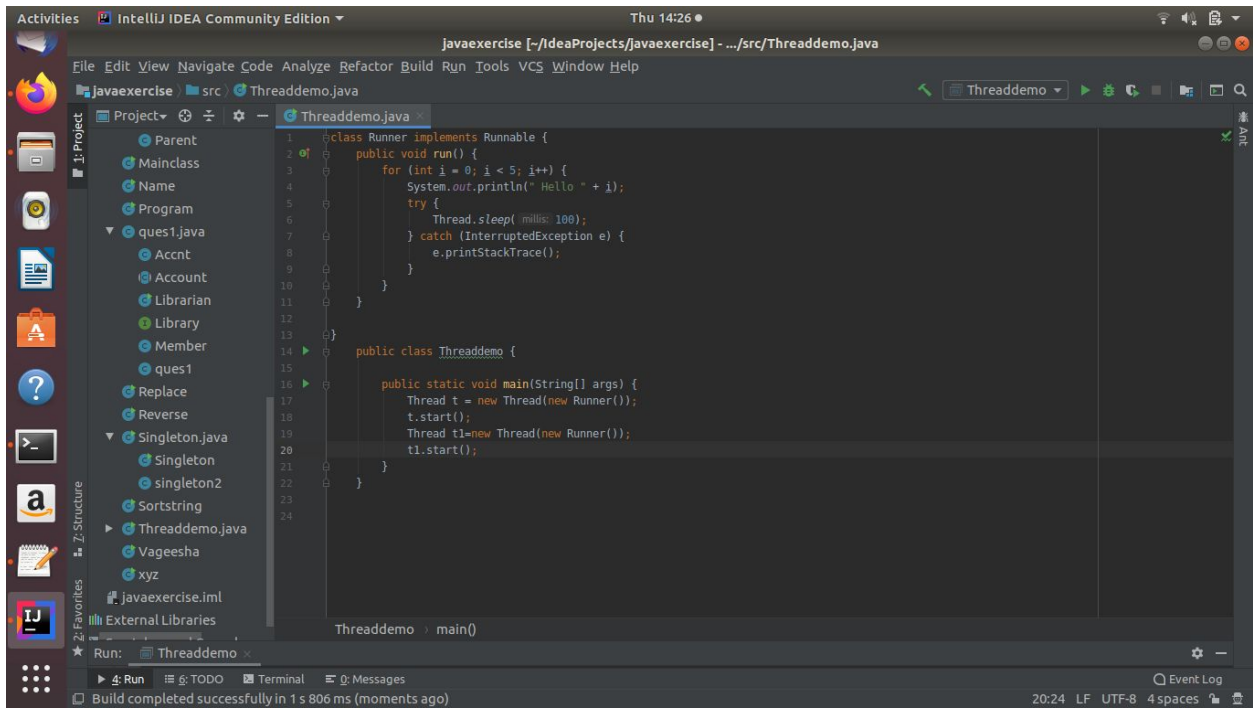 Activities IntelliJ IDEA Community Edition Thu 14:26
javaexercise [~/IdeaProjects/javaexercise] - .../src/Threaddemo.java
File Edit View Navigate Code Analyze Refactor Build Run Tools VCS Window Help
javaexercise src Threaddemo.java Threaddemo
Project Threaddemo.java
1: Project
Ant
Parent
Mainclass
Name
Program
ques1.java
Accnt
Account
Librarian
Library
Member
ques1
Replace
Reverse
Singleton.java
Singleton
singleton2
Sortstring
Threaddemo.java
Vageesha
xyz
javaexercise.iml
External Libraries
7: Structure
2: Favorites
1 class Runner implements Runnable {
2 public void run() {
3 for (int i = 0; i < 5; i++) {
4 System.out.println(" Hello " + i);
5 try {
6 Thread.sleep( millis: 100);
7 } catch (InterruptedException e) {
8 e.printStackTrace();
9 }
10 }
11 }
12
13 }
14 public class Threaddemo {
15
16 public static void main(String[] args) {
17 Thread t = new Thread(new Runner());
18 t.start();
19 Thread t1=new Thread(new Runner());
20 t1.start();
21 }
22 }
23
24
Threaddemo main()
Run: Threaddemo
4: Run 6: TODO Terminal 0: Messages Event Log
Build completed successfully in 1 s 806 ms (moments ago) 20:24 LF UTF-8 4 spaces